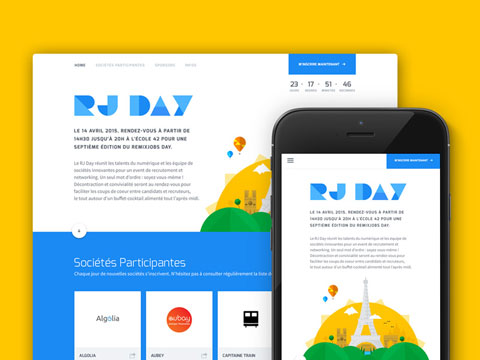 HOME SOCIÉTÉS PARTICIPANTES SPONSORS INFOS
M'INSCRIRE MAINTENANT
23 : 17 : 51 : 46
JOURS HEURES MINUTES SECONDES
RJ DAY
LE 14 AVRIL 2015, RENDEZ-VOUS À PARTIR DE
14H30 JUSQU'À 20H À L'ÉCOLE 42 POUR UNE
SEPTIÈME ÉDITION DU REMIXJOBS DAY.
Le RJ Day réunit les talents du numérique et les équipes de
sociétés innovantes pour un event de recrutement et
networking. Un seul mot d'ordre : soyez vous-même !
Décontraction et convivialité seront au rendez-vous pour
faciliter les coups de coeur entre candidats et recruteurs,
le tout autour d'un buffet cocktail alimenté tout l'après-midi.
Sociétés Participantes
Chaque jour de nouvelles sociétés s'inscrivent. N'hésitez pas à consulter régulièrement la liste
Algolia
aubay
ALGOLIA
AUBEY
CAPITAINE TRAIN
M'INSCRIRE MAINTENANT
RJ DAY
LE 14 AVRIL 2015, RENDEZ-VOUS À PARTIR DE
14H30 JUSQU'À 20H À L'ÉCOLE 42 POUR UNE
SEPTIÈME ÉDITION DU REMIXJOBS DAY.
Le RJ Day réunit les talents du numérique et les équipe de
sociétés innovantes pour un event de recrutement et
networking. Un seul mot d'ordre : soyez vous-même !
Décontraction et convivialité seront au rendez-vous pour
faciliter les coups de coeur entre candidats et recruteurs,
le tout autour d'un buffet cocktail alimenté tout l'après-midi.